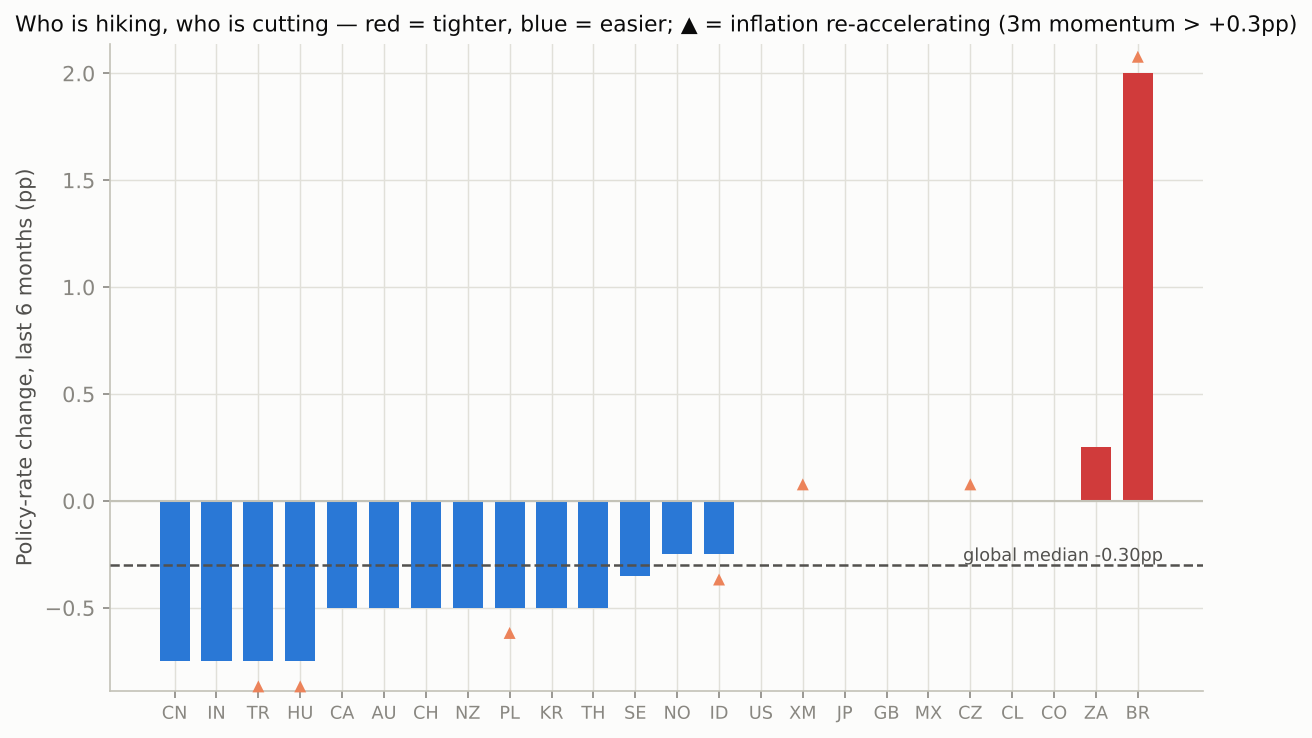 Who is hiking, who is cutting — red = tighter, blue = easier; ▲ = inflation re-accelerating (3m momentum > +0.3pp)
Policy-rate change, last 6 months (pp)
2.0
1.5
1.0
0.5
0.0
−0.5
global median -0.30pp
CN IN TR HU CA AU CH NZ PL KR TH SE NO ID US XM JP GB MX CZ CL CO ZA BR